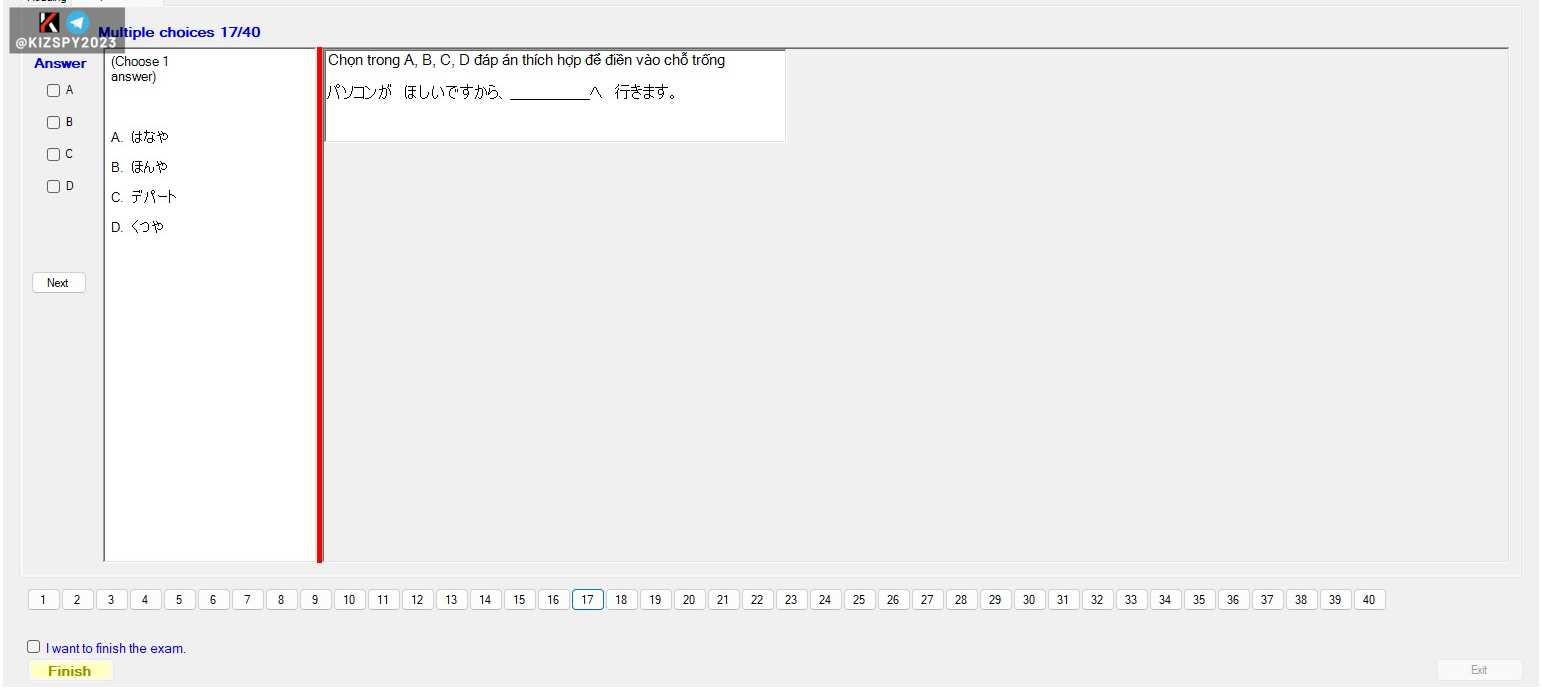 @KIZSPY2023
Multiple choices 17/40
Answer
A
B
C
D
Next
(Choose 1
answer)
A. はなや
B. ほんや
C. デパート
D. くつや
Chọn trong A, B, C, D đáp án thích hợp để điền vào chỗ trống
パソコンが ほしいですから、__________へ 行きます。
1 2 3 4 5 6 7 8 9 10 11 12 13 14 15 16 17 18 19 20 21 22 23 24 25 26 27 28 29 30 31 32 33 34 35 36 37 38 39 40
I want to finish the exam.
Finish
Exit